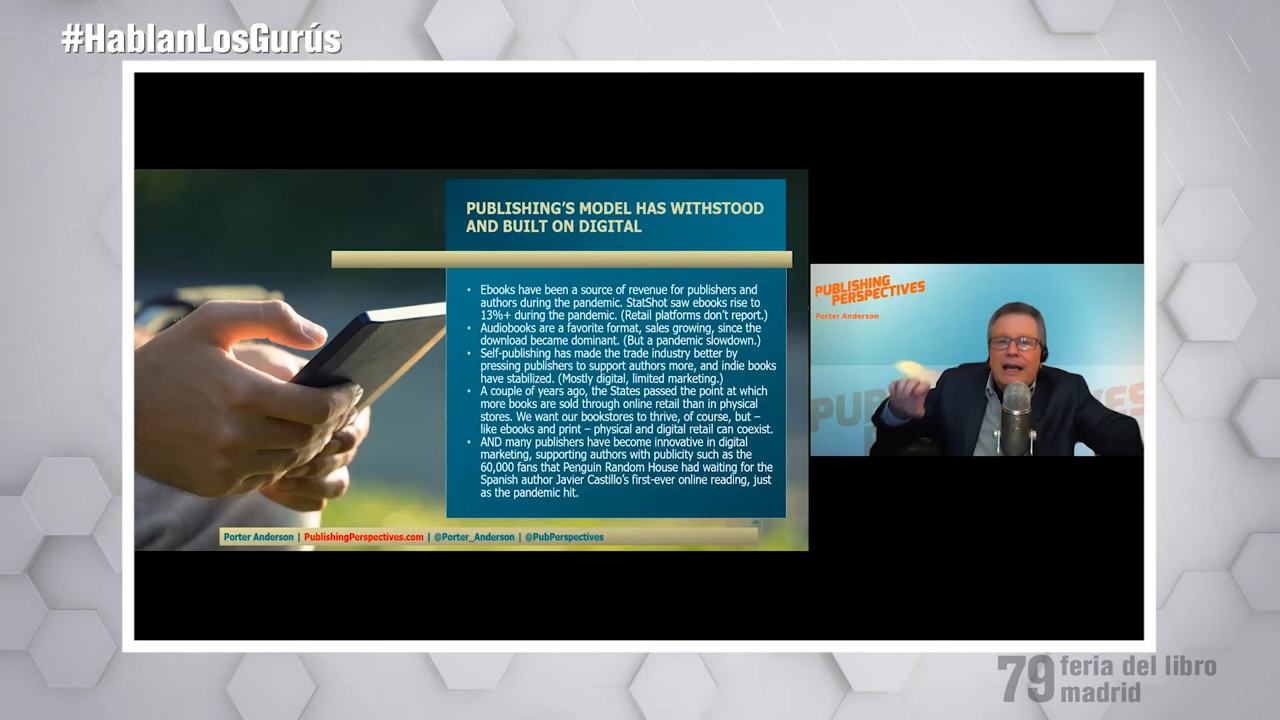 #HablanLosGurús
PUBLISHING'S MODEL HAS WITHSTOOD
AND BUILT ON DIGITAL
• Ebooks have been a source of revenue for publishers and
authors during the pandemic. StatShot saw ebooks rise to
13%+ during the pandemic. (Retail platforms don't report.)
• Audiobooks are a favorite format, sales growing, since the
download became dominant. (But a pandemic slowdown.)
• Self-publishing has made the trade industry better by
pressing publishers to support authors more, and indie books
have stabilized. (Mostly digital, limited marketing.)
• A couple of years ago, the States passed the point at which
more books are sold through online retail than in physical
stores. We want our bookstores to thrive, of course, but –
like ebooks and print – physical and digital retail can coexist.
• AND many publishers have become innovative in digital
marketing, supporting authors with publicity such as the
60,000 fans that Penguin Random House had waiting for the
Spanish author Javier Castillo's first-ever online reading, just
as the pandemic hit.
Porter Anderson | PublishingPerspectives.com | @Porter_Anderson | @PubPerspectives
PUBLISHING
PERSPECTIVES
Porter Anderson
79 feria del libro
madrid